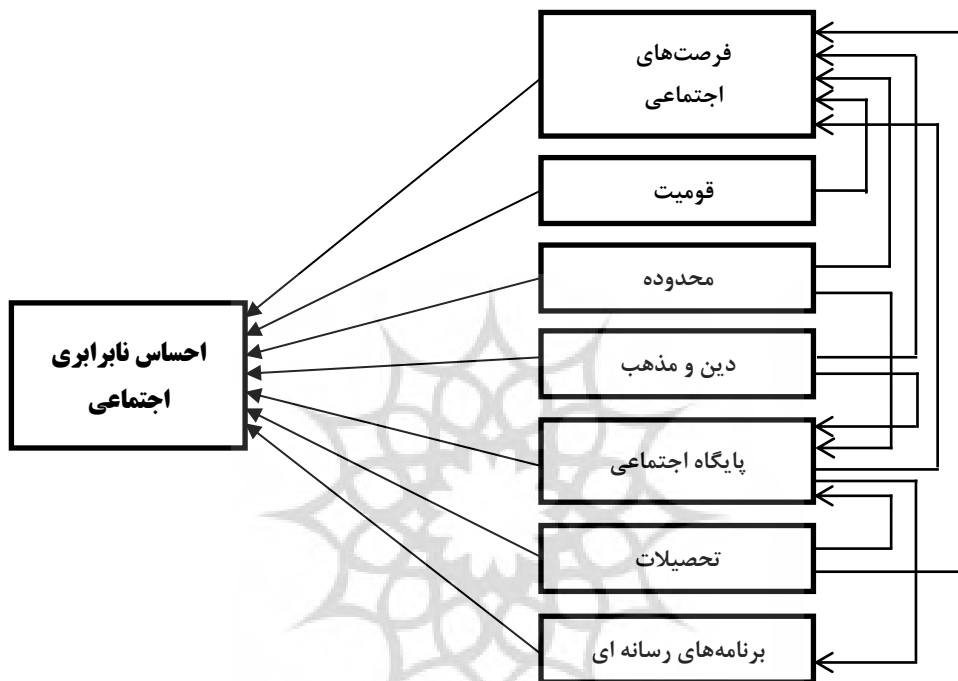 فرصت‌های
اجتماعی
قومیت
محدوده
احساس نابرابری
اجتماعی
دین و مذهب
پایگاه اجتماعی
تحصیلات
برنامه‌های رسانه ای